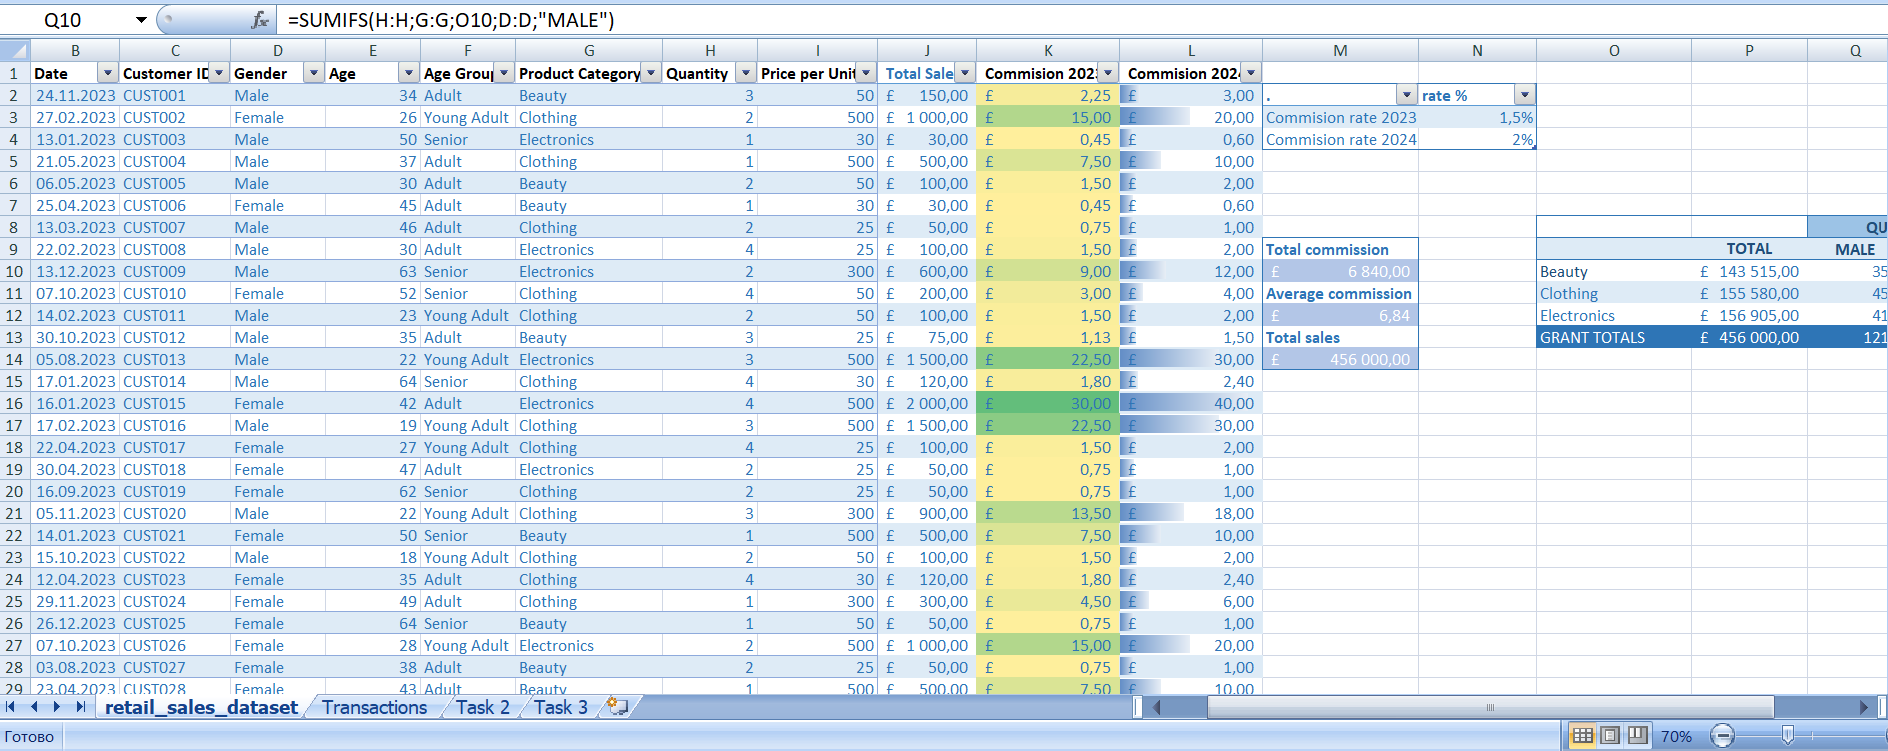 Q10 fx =SUMIFS(H:H;G:G;O10;D:D;"MALE")
B C D E F G H I J K L M N O P Q
1 Date Customer ID Gender Age Age Group Product Category Quantity Price per Unit Total Sale Commision 2023 Commision 2024
2 24.11.2023 CUST001 Male 34 Adult Beauty 3 50 £ 150,00 £ 2,25 £ 3,00 . rate %
3 27.02.2023 CUST002 Female 26 Young Adult Clothing 2 500 £ 1 000,00 £ 15,00 £ 20,00 Commision rate 2023 1,5%
4 13.01.2023 CUST003 Male 50 Senior Electronics 1 30 £ 30,00 £ 0,45 £ 0,60 Commision rate 2024 2%
5 21.05.2023 CUST004 Male 37 Adult Clothing 1 500 £ 500,00 £ 7,50 £ 10,00
6 06.05.2023 CUST005 Male 30 Adult Beauty 2 50 £ 100,00 £ 1,50 £ 2,00
7 25.04.2023 CUST006 Female 45 Adult Beauty 1 30 £ 30,00 £ 0,45 £ 0,60
8 13.03.2023 CUST007 Male 46 Adult Clothing 2 25 £ 50,00 £ 0,75 £ 1,00 QU
9 22.02.2023 CUST008 Male 30 Adult Electronics 4 25 £ 100,00 £ 1,50 £ 2,00 Total commission TOTAL MALE
10 13.12.2023 CUST009 Male 63 Senior Electronics 2 300 £ 600,00 £ 9,00 £ 12,00 £ 6 840,00 Beauty £ 143 515,00 35
11 07.10.2023 CUST010 Female 52 Senior Clothing 4 50 £ 200,00 £ 3,00 £ 4,00 Average commission Clothing £ 155 580,00 45
12 14.02.2023 CUST011 Male 23 Young Adult Clothing 2 50 £ 100,00 £ 1,50 £ 2,00 £ 6,84 Electronics £ 156 905,00 41
13 30.10.2023 CUST012 Male 35 Adult Beauty 3 25 £ 75,00 £ 1,13 £ 1,50 Total sales GRANT TOTALS £ 456 000,00 121
14 05.08.2023 CUST013 Male 22 Young Adult Electronics 3 500 £ 1 500,00 £ 22,50 £ 30,00 £ 456 000,00
15 17.01.2023 CUST014 Male 64 Senior Clothing 4 30 £ 120,00 £ 1,80 £ 2,40
16 16.01.2023 CUST015 Female 42 Adult Electronics 4 500 £ 2 000,00 £ 30,00 £ 40,00
17 17.02.2023 CUST016 Male 19 Young Adult Clothing 3 500 £ 1 500,00 £ 22,50 £ 30,00
18 22.04.2023 CUST017 Female 27 Young Adult Clothing 4 25 £ 100,00 £ 1,50 £ 2,00
19 30.04.2023 CUST018 Female 47 Adult Electronics 2 25 £ 50,00 £ 0,75 £ 1,00
20 16.09.2023 CUST019 Female 62 Senior Clothing 2 25 £ 50,00 £ 0,75 £ 1,00
21 05.11.2023 CUST020 Male 22 Young Adult Clothing 3 300 £ 900,00 £ 13,50 £ 18,00
22 14.01.2023 CUST021 Female 50 Senior Beauty 1 500 £ 500,00 £ 7,50 £ 10,00
23 15.10.2023 CUST022 Male 18 Young Adult Clothing 2 50 £ 100,00 £ 1,50 £ 2,00
24 12.04.2023 CUST023 Female 35 Adult Clothing 4 30 £ 120,00 £ 1,80 £ 2,40
25 29.11.2023 CUST024 Female 49 Adult Clothing 1 300 £ 300,00 £ 4,50 £ 6,00
26 26.12.2023 CUST025 Female 64 Senior Beauty 1 50 £ 50,00 £ 0,75 £ 1,00
27 07.10.2023 CUST026 Female 28 Young Adult Electronics 2 500 £ 1 000,00 £ 15,00 £ 20,00
28 03.08.2023 CUST027 Female 38 Adult Beauty 2 25 £ 50,00 £ 0,75 £ 1,00
29 23.04.2023 CUST028 Female 43 Adult Beauty 1 500 £ 500,00 £ 7,50 £ 10,00
retail_sales_dataset Transactions Task 2 Task 3
Готово 70%